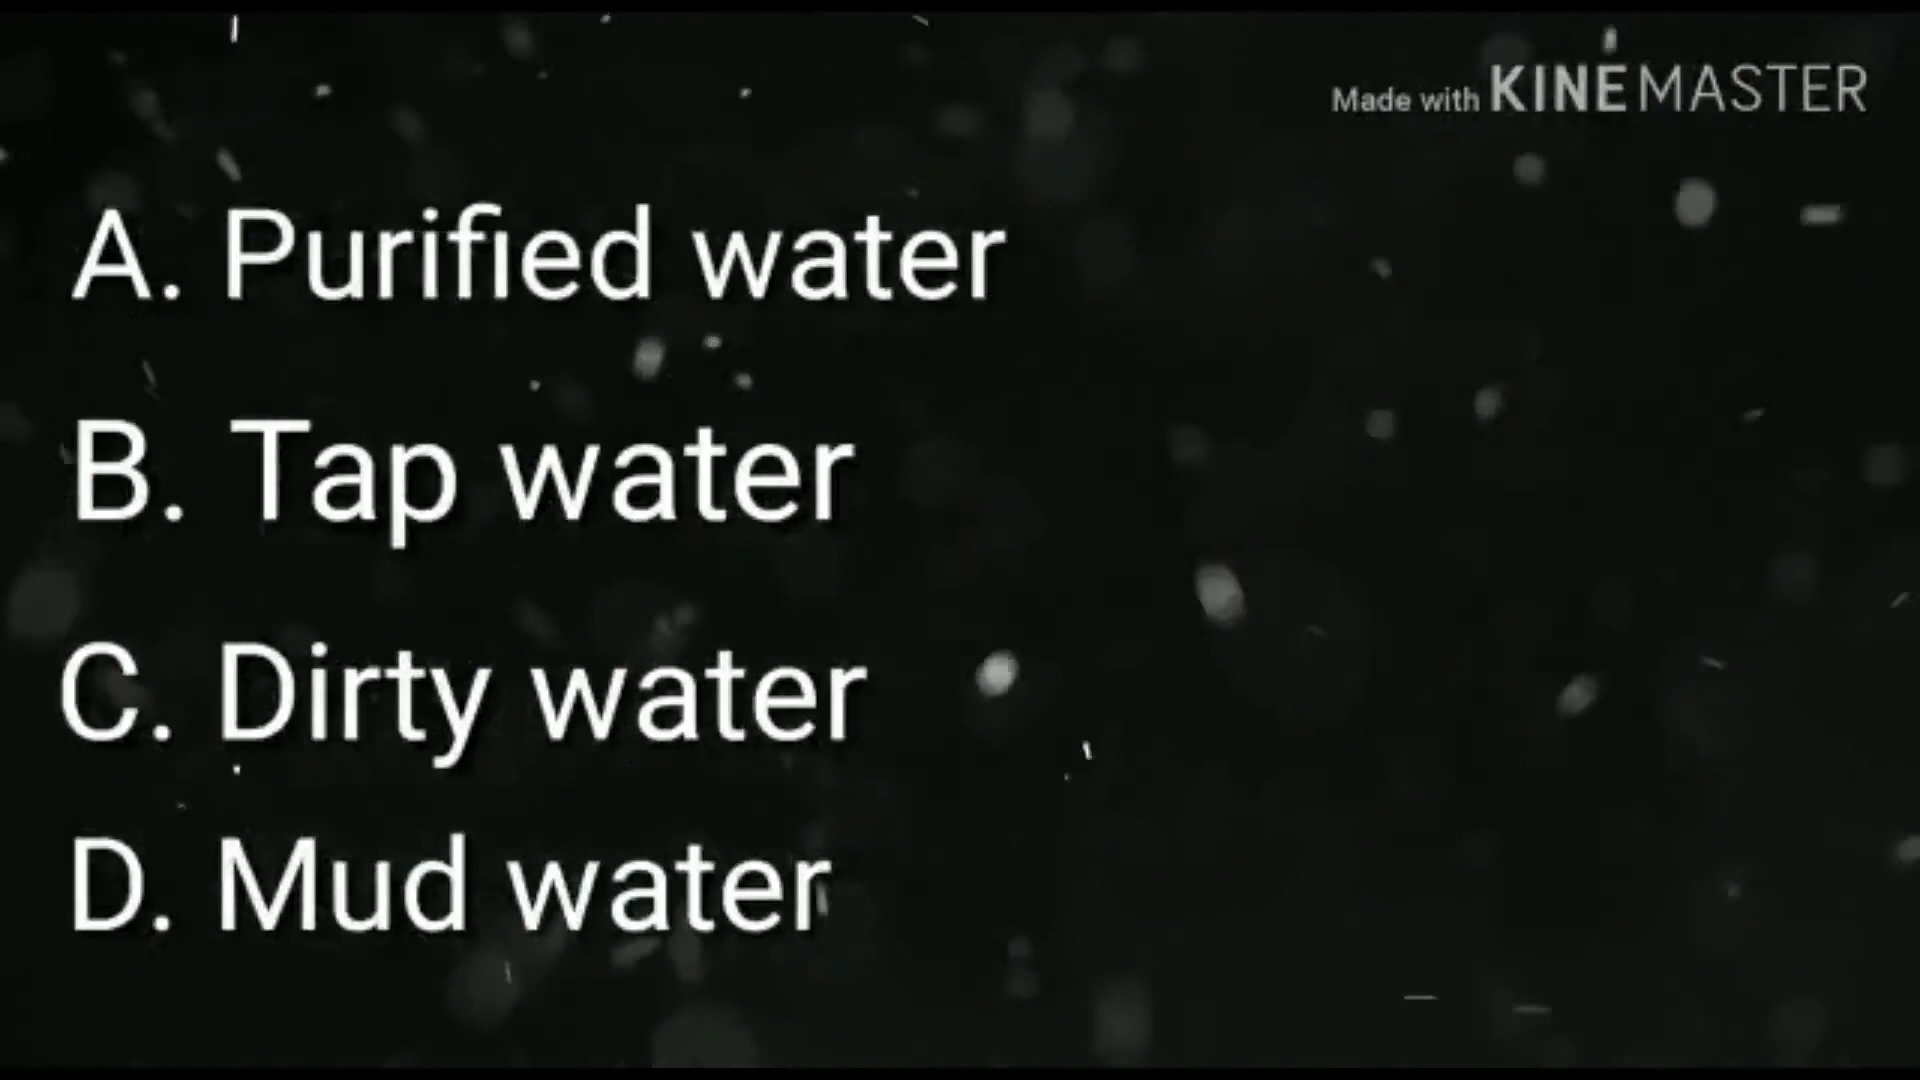 Made with KINEMASTER
A. Purified water
B. Tap water
C. Dirty water
D. Mud water